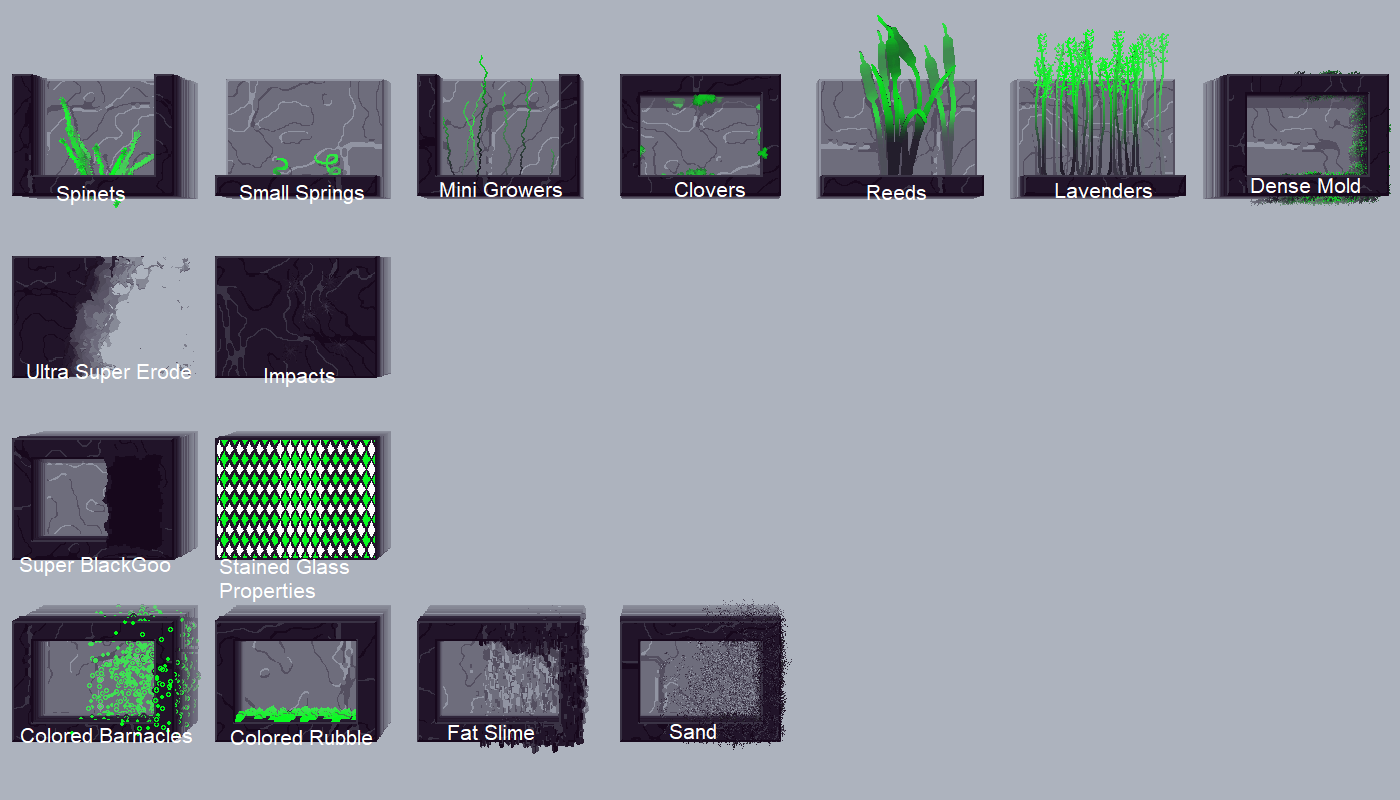 Spinets
Small Springs
Mini Growers
Clovers
Reeds
Lavenders
Dense Mold
Ultra Super Erode
Impacts
Super BlackGoo
Stained Glass
Properties
Colored Barnacles
Colored Rubble
Fat Slime
Sand